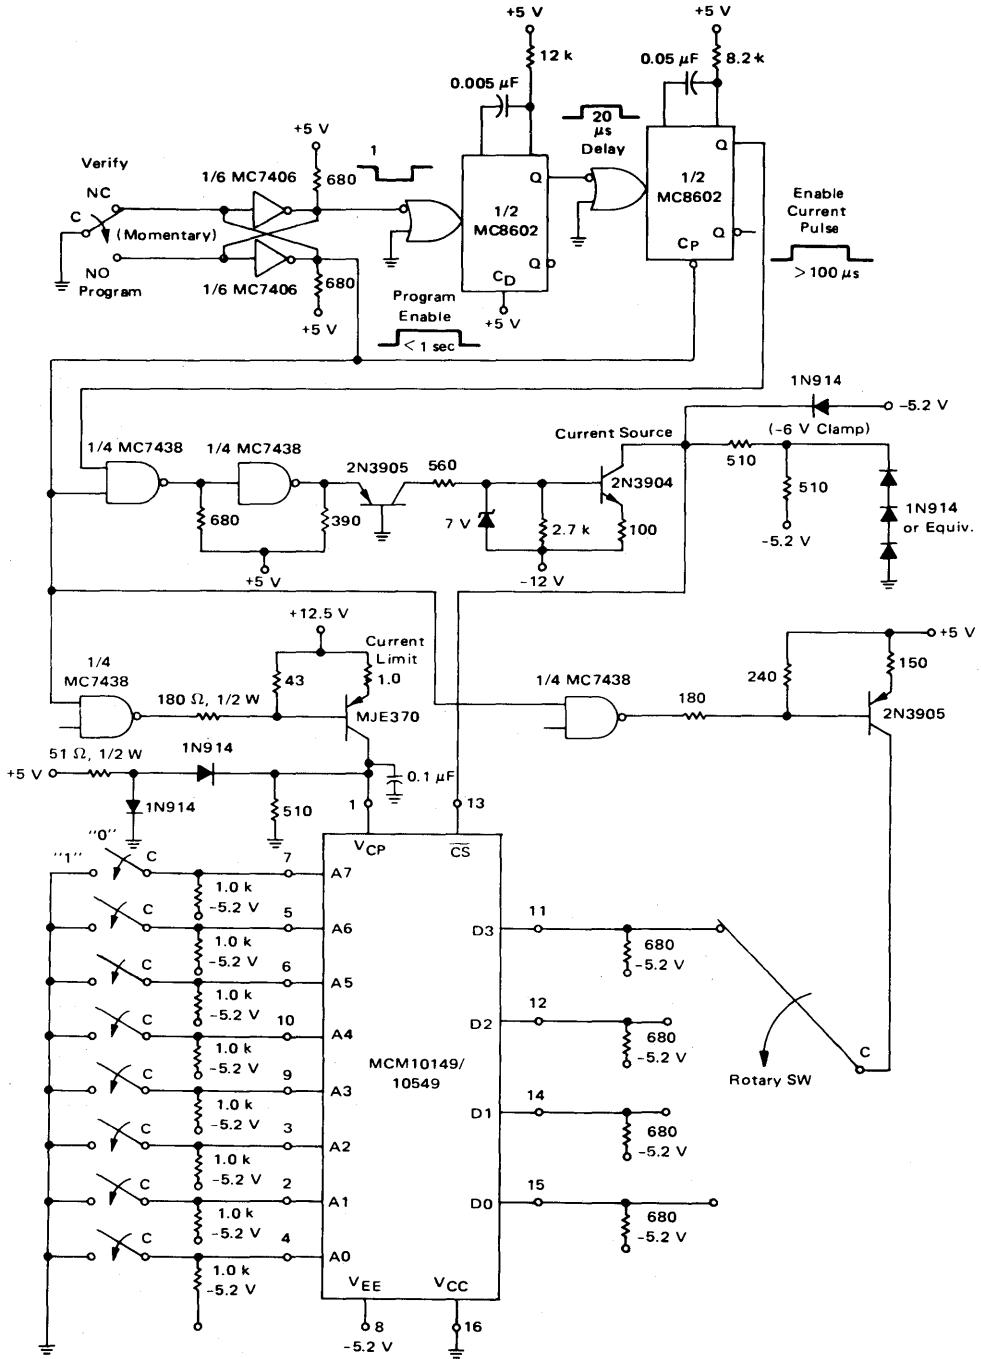 +5 V
+5 V
12 k
8.2 k
0.005 µF
0.05 µF
+5 V
20
µs
Delay
Verify
1
1/6 MC7406
680
NC
C
(Momentary)
NO
Program
1/6 MC7406
680
+5 V
Q
1/2
MC8602
Q
CD
+5 V
Q
1/2
MC8602
Q
CP
Enable
Current
Pulse
> 100 µs
Program
Enable
< 1 sec
1N914
-5.2 V
(-6 V Clamp)
Current Source
1/4 MC7438
1/4 MC7438
2N3905
560
2N3904
510
510
-5.2 V
1N914
or Equiv.
680
390
7 V
2.7 k
100
+5 V
-12 V
+12.5 V
Current
Limit
43
1.0
1/4
MC7438
180 Ω, 1/2 W
MJE370
1/4 MC7438
180
240
150
+5 V
2N3905
51 Ω, 1/2 W
1N914
+5 V
1N914
510
0.1 µF
1
13
VCP
CS
"0"
"1"
C
7
A7
1.0 k
-5.2 V
C
5
A6
1.0 k
-5.2 V
C
6
A5
1.0 k
-5.2 V
C
10
A4
1.0 k
-5.2 V
C
9
A3
1.0 k
-5.2 V
C
3
A2
1.0 k
-5.2 V
C
2
A1
1.0 k
-5.2 V
C
4
A0
1.0 k
-5.2 V
MCM10149/
10549
D3
11
680
-5.2 V
D2
12
680
-5.2 V
D1
14
680
-5.2 V
D0
15
680
-5.2 V
C
Rotary SW
VEE
VCC
8
-5.2 V
16